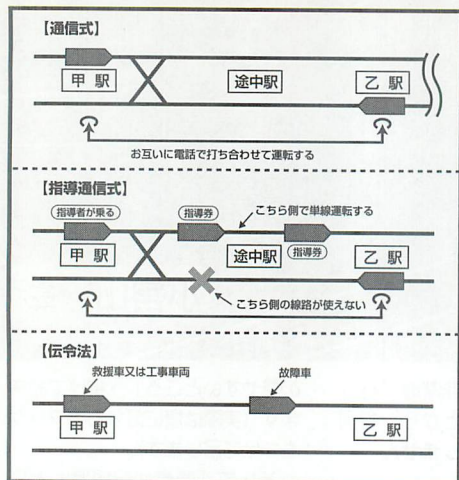 【通信式】
甲駅
途中駅
乙駅
お互いに電話で打ち合わせて運転する
【指導通信式】
指導者が乗る
指導券
こちら側で単線運転する
甲駅
途中駅
指導券
乙駅
こちら側の線路が使えない
【伝令法】
救援車又は工事車両
故障車
甲駅
乙駅